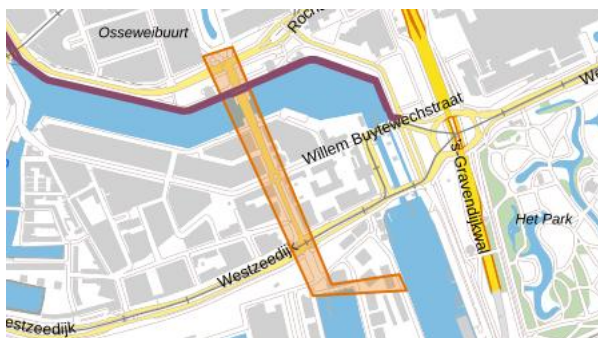 Osseweibuurt
Roch
We
Willem Buytewechstraat
's-Gravendijkwal
Het Park
Westzeedijk
estzeedijk